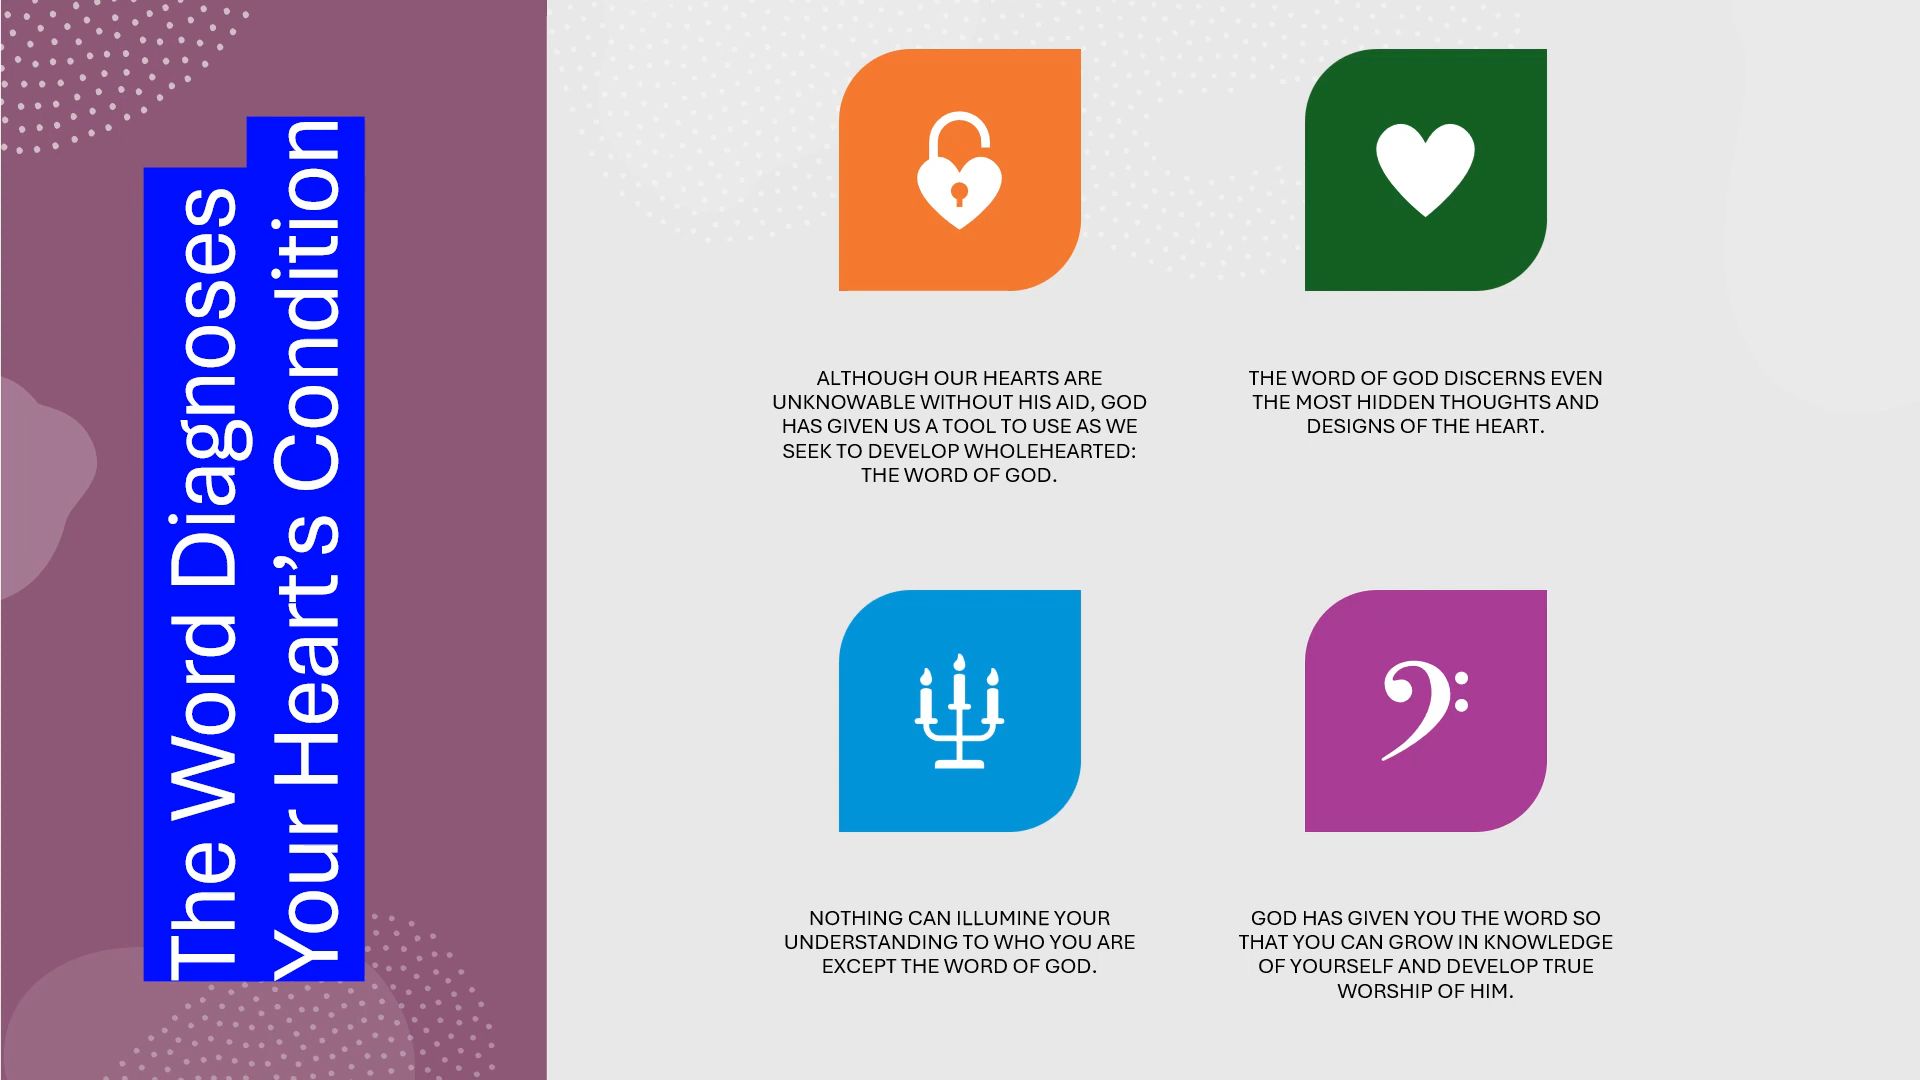 The Word Diagnoses
Your Heart’s Condition
ALTHOUGH OUR HEARTS ARE
UNKNOWABLE WITHOUT HIS AID, GOD
HAS GIVEN US A TOOL TO USE AS WE
SEEK TO DEVELOP WHOLEHEARTED:
THE WORD OF GOD.
THE WORD OF GOD DISCERNS EVEN
THE MOST HIDDEN THOUGHTS AND
DESIGNS OF THE HEART.
NOTHING CAN ILLUMINE YOUR
UNDERSTANDING TO WHO YOU ARE
EXCEPT THE WORD OF GOD.
GOD HAS GIVEN YOU THE WORD SO
THAT YOU CAN GROW IN KNOWLEDGE
OF YOURSELF AND DEVELOP TRUE
WORSHIP OF HIM.